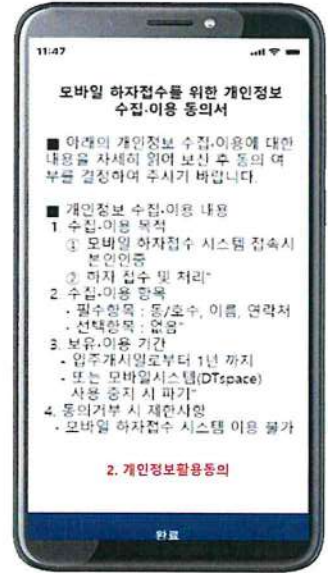 11:47
모바일 하자접수를 위한 개인정보
수집·이용 동의서
■ 아래의 개인정보 수집·이용에 대한
내용을 자세히 읽어 보신 후 동의 여
부를 결정하여 주시기 바랍니다.
■ 개인정보 수집·이용 내용
1. 수집·이용 목적
① 모바일 하자접수 시스템 접속시
본인인증
② 하자 접수 및 처리"
2. 수집·이용 항목
- 필수항목 : 동/호수, 이름, 연락처
- 선택항목 : 없음"
3. 보유·이용 기간
- 입주개시일로부터 1년 까지
- 또는 모바일시스템(DTspace)
사용 중지 시 파기"
4. 동의거부 시 제한사항
- 모바일 하자접수 시스템 이용 불가
2. 개인정보활용동의
완료